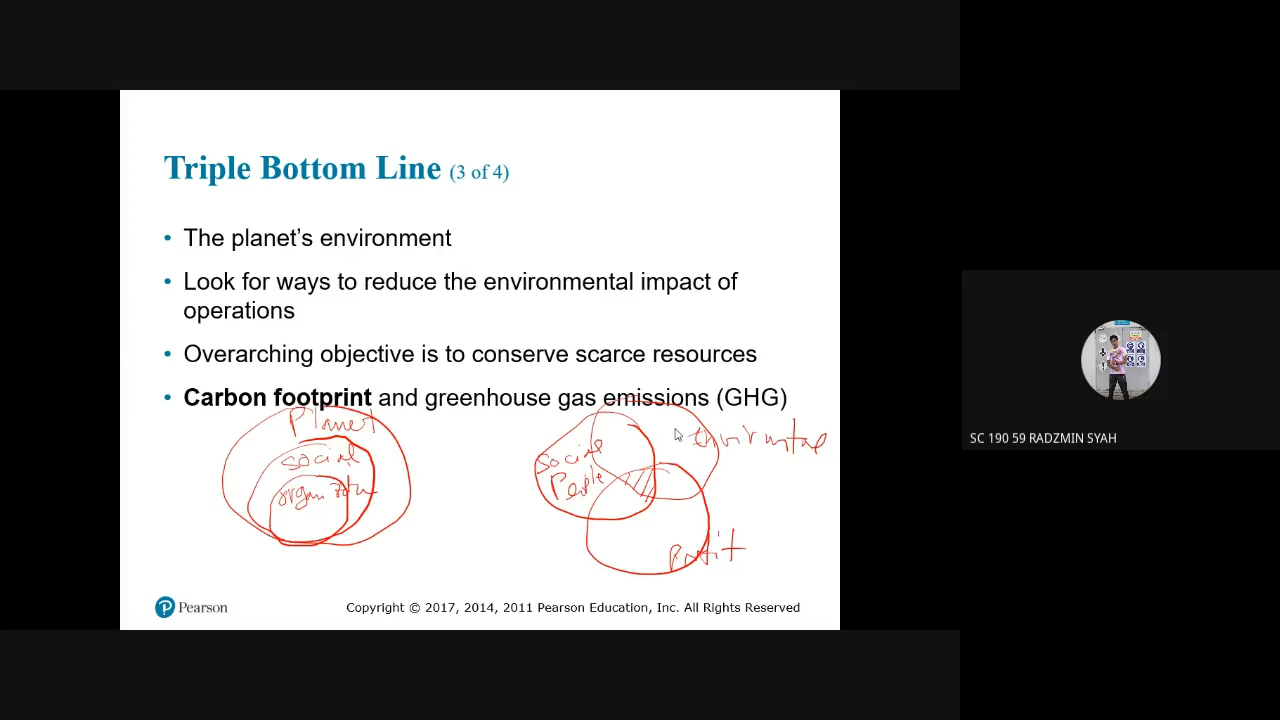 Triple Bottom Line (3 of 4)
• The planet's environment
• Look for ways to reduce the environmental impact of
operations
• Overarching objective is to conserve scarce resources
• Carbon footprint and greenhouse gas emissions (GHG)
Planet
social
social
People
Profit
Pearson
Copyright © 2017, 2014, 2011 Pearson Education, Inc. All Rights Reserved
SC 190 59 RADZMIN SYAH